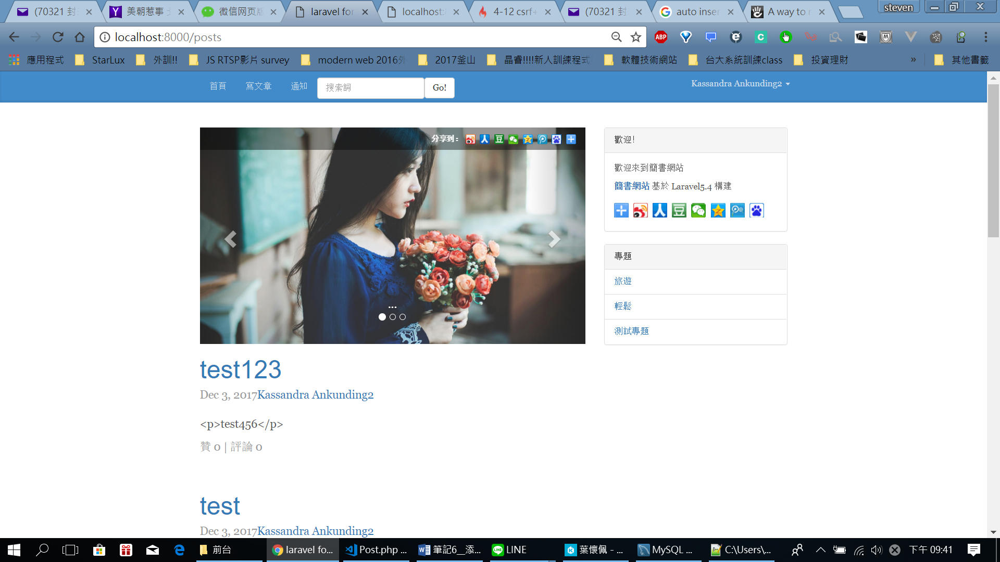 (70321 封
美朝惹事
微信网页版
laravel for
localhost:
4-12 csrf+
(70321 封
auto inser
A way to r
steven
localhost:8000/posts
應用程式
StarLux
外訓!!
JS RTSP影片 survey
modern web 2016外
2017釜山
晶睿!!!!新人訓練程式
軟體技術網站
台大系統訓練class
投資理財
»
其他書籤
首頁
寫文章
通知
搜索詞
Go!
Kassandra Ankunding2
分享到：
歡迎!
歡迎來到簡書網站
簡書網站 基於 Laravel5.4 構建
專題
旅遊
輕鬆
測試專題
...
test123
Dec 3, 2017Kassandra Ankunding2
<p>test456</p>
贊 0 | 評論 0
test
Dec 3, 2017Kassandra Ankunding2
前台
laravel fo...
Post.php ...
筆記6__添...
LINE
葉懷佩 - ...
MySQL ...
C:\Users\...
下午 09:41